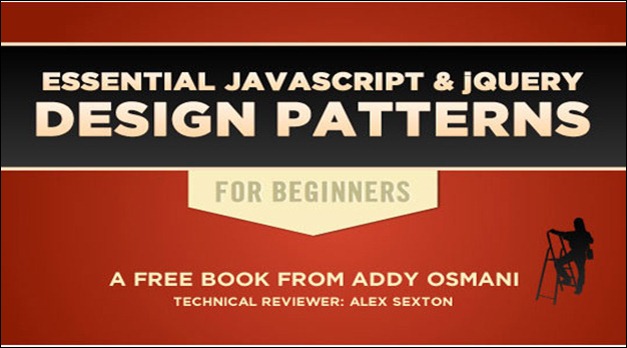 ESSENTIAL JAVASCRIPT & jQUERY
DESIGN PATTERNS
FOR BEGINNERS
A FREE BOOK FROM ADDY OSMANI
TECHNICAL REVIEWER: ALEX SEXTON